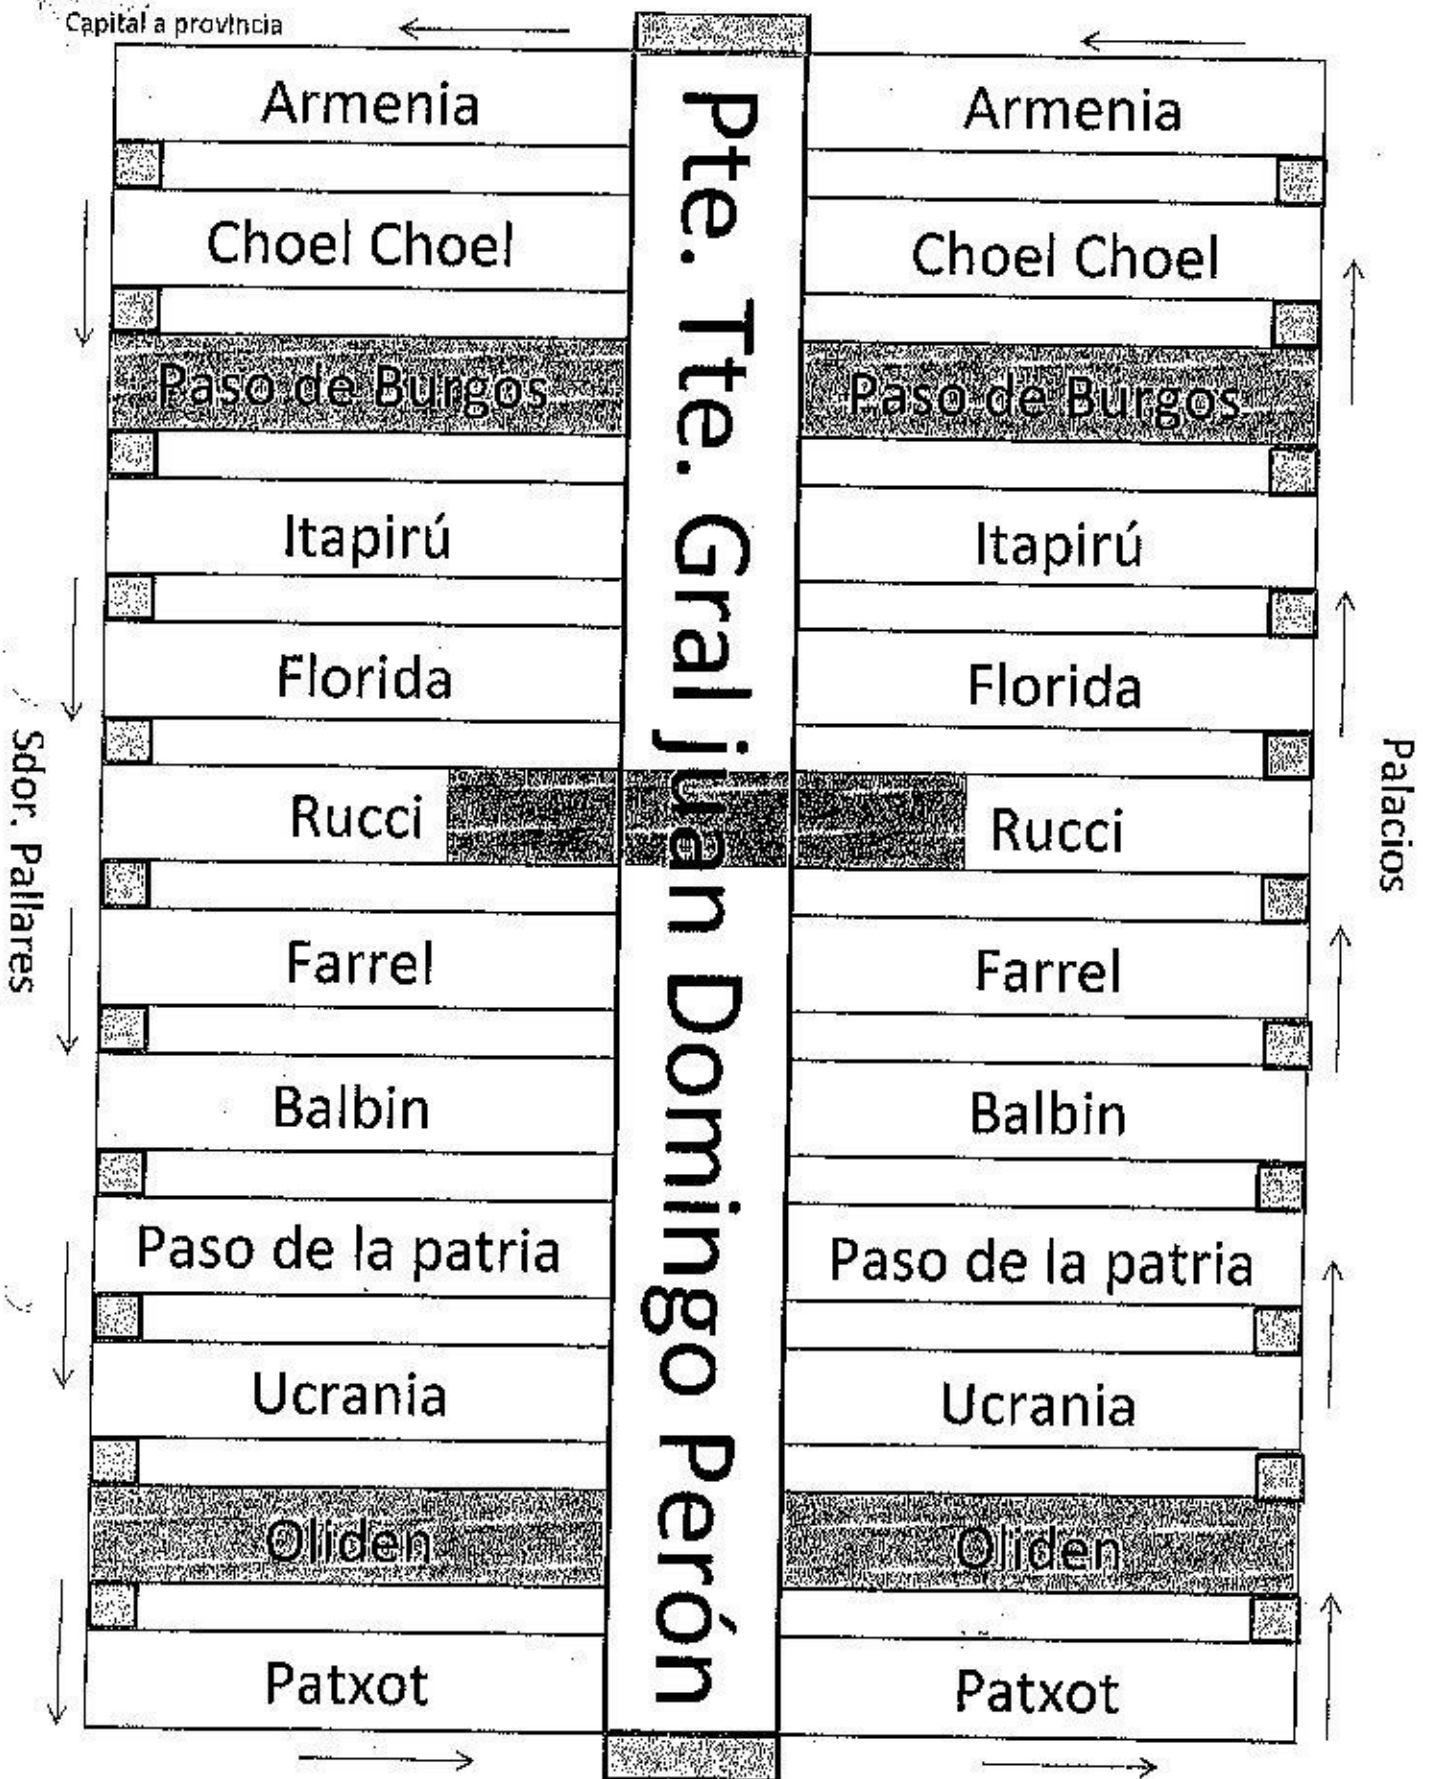 Capital a provincia
Armenia
Armenia
Choel Choel
Choel Choel
Paso de Burgos
Paso de Burgos
Itapirú
Itapirú
Florida
Florida
Rucci
Rucci
Farrel
Farrel
Balbin
Balbin
Paso de la patria
Paso de la patria
Ucrania
Ucrania
Oliden
Oliden
Patxot
Patxot
Pte. Tte. Gral juan Domingo Perón
Sdor. Pallares
Palacios